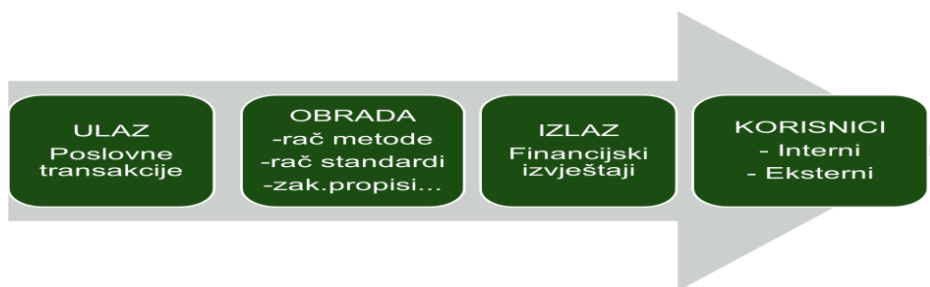 ULAZ
Poslovne
transakcije
OBRADA
-rač metode
-rač standardi
-zak.propisi...
IZLAZ
Financijski
izvještaji
KORISNICI
- Interni
- Eksterni